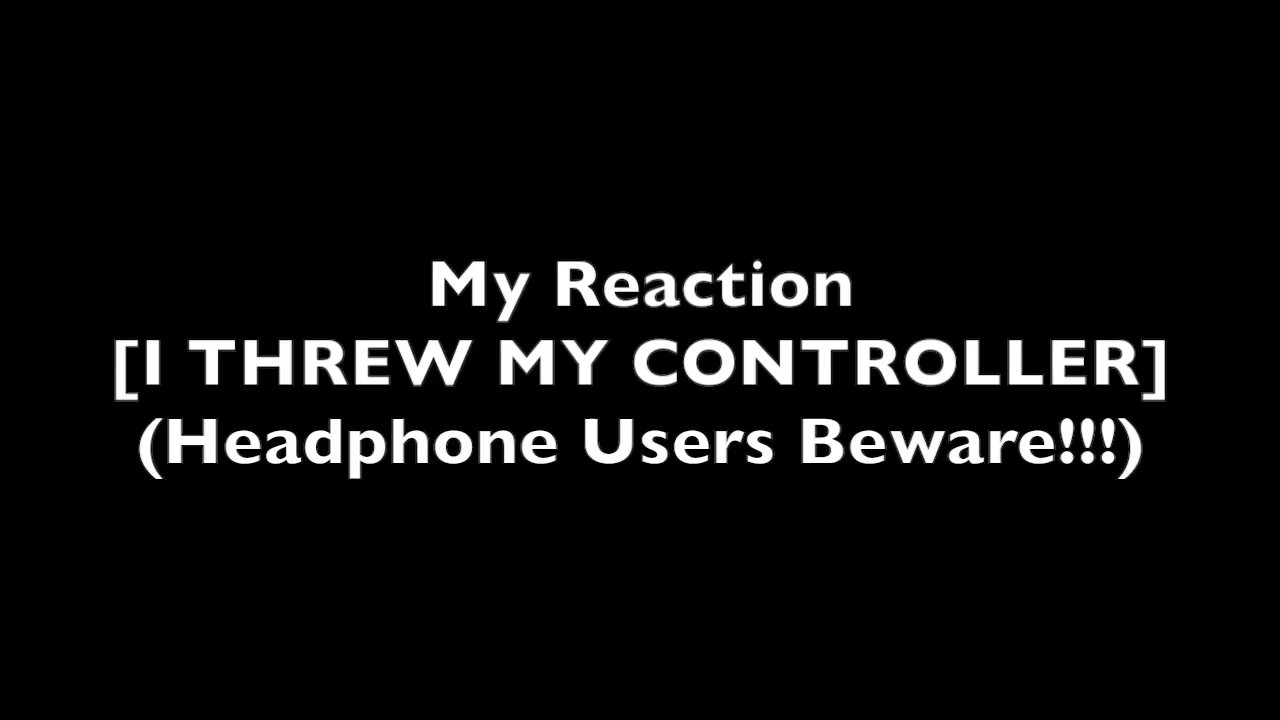 My Reaction
[I THREW MY CONTROLLER]
(Headphone Users Beware!!!)